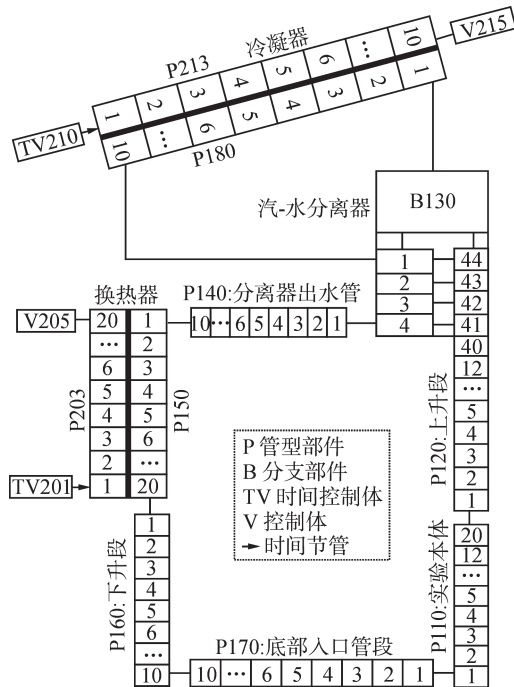 V215
冷凝器
P213
1 2 3 4 5 6 … 10
10 … 6 5 4 3 2 1
TV210
P180
汽-水分离器
B130
1 44
2 43
3 42
4 41
40
12
…
5
4
3
2
1
P120:上升段
换热器
P140:分离器出水管
10 … 6 5 4 3 2 1
V205
20 1
… 2
6 3
5 4
4 5
3 6
2 …
1 20
P203
P150
TV201
P 管型部件
B 分支部件
TV 时间控制体
V 控制体
时间节管
1
2
3
4
5
6
…
10
P160:下升段
20
12
…
5
4
3
2
1
P110:实验本体
P170:底部入口管段
10 … 6 5 4 3 2 1